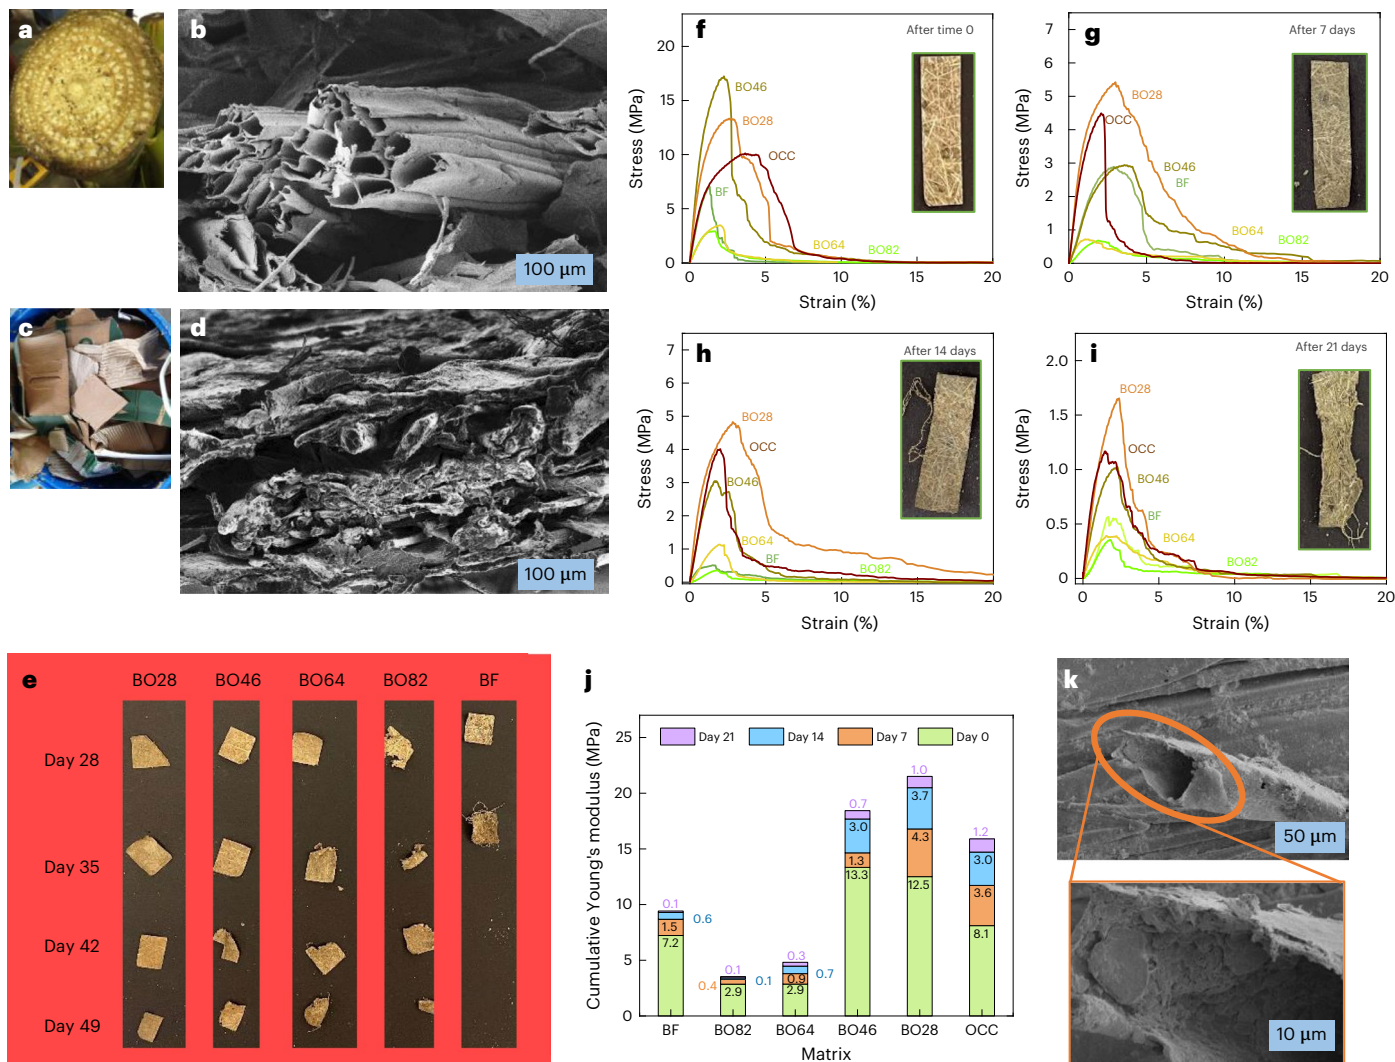 a
b
100 µm
c
d
100 µm
f
After time 0
Stress (MPa)
20
15
10
5
0
BO46
BO28
OCC
BF
BO64
BO82
0
5
10
15
20
Strain (%)
g
After 7 days
Stress (MPa)
7
6
5
4
3
2
1
0
BO28
OCC
BO46
BF
BO64
BO82
0
5
10
15
20
Strain (%)
h
After 14 days
Stress (MPa)
7
6
5
4
3
2
1
0
BO28
OCC
BO46
BO64
BF
BO82
0
5
10
15
20
Strain (%)
i
After 21 days
Stress (MPa)
2.0
1.5
1.0
0.5
0
BO28
OCC
BO46
BF
BO64
BO82
0
5
10
15
20
Strain (%)
e
BO28
BO46
BO64
BO82
BF
Day 28
Day 35
Day 42
Day 49
j
Cumulative Young's modulus (MPa)
25
20
15
10
5
0
Day 21
Day 14
Day 7
Day 0
0.1
0.6
1.5
7.2
0.1
0.4
0.1
2.9
0.3
0.7
0.9
2.9
0.7
3.0
1.3
13.3
1.0
3.7
4.3
12.5
1.2
3.0
3.6
8.1
BF
BO82
BO64
BO46
BO28
OCC
Matrix
k
50 µm
10 µm